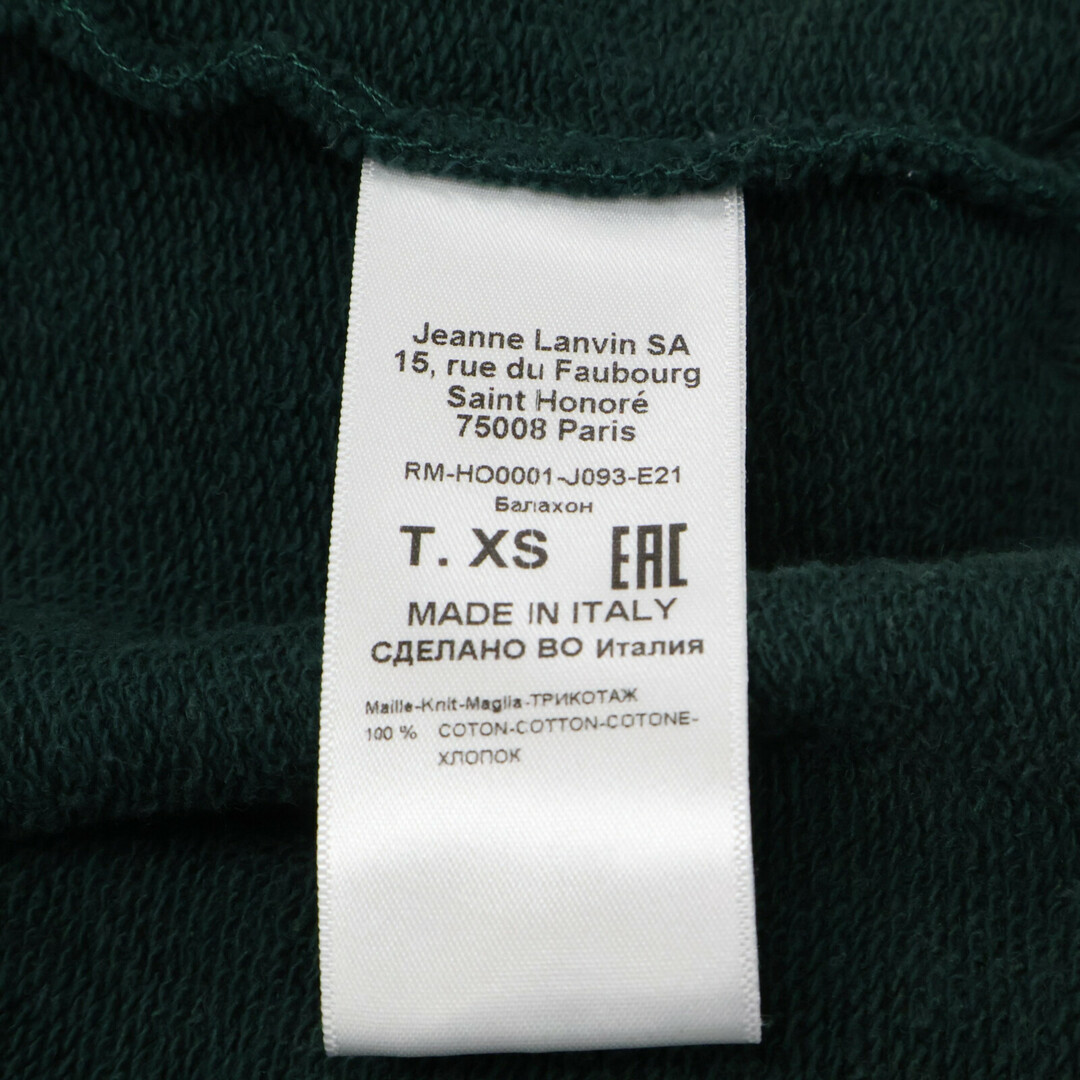 Jeanne Lanvin SA
15, rue du Faubourg
Saint Honoré
75008 Paris
RM-HO0001-J093-E21
Балахон
T. XS EAC
MADE IN ITALY
СДЕЛАНО ВО Италия
Maille-Knit-Maglia-ТРИКОТАЖ
100 % COTON-COTTON-COTONE-
ХЛОПОК